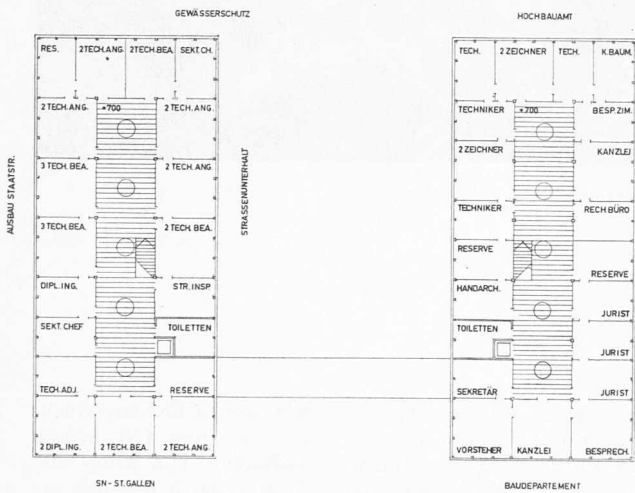 GEWÄSSERSCHUTZ
RES. 2TECH.ANG. 2TECH.BEA. SEKT.CH.
2 TECH.ANG. +700 2 TECH.ANG.
3 TECH.BEA. 2 TECH.ANG
3 TECH.BEA. 2 TECH.BEA.
DIPL.ING. STR.INSP.
SEKT. CHEF TOILETTEN
TECH.ADJ. RESERVE
2 DIPL.ING. 2 TECH.BEA. 2 TECH.ANG.
AUSBAU STAATSTR.
STRASSENUNTERHALT
SN-ST.GALLEN
HOCHBAUAMT
TECH. 2 ZEICHNER TECH. K.BAUM.
TECHNIKER +700 BESP.ZIM.
2 ZEICHNER KANZLEI
TECHNIKER RECH.BÜRO
RESERVE
RESERVE
HANDARCH.
JURIST
TOILETTEN
JURIST
SEKRETÄR JURIST
VORSTEHER KANZLEI BESPRECH.
BAUDEPARTEMENT